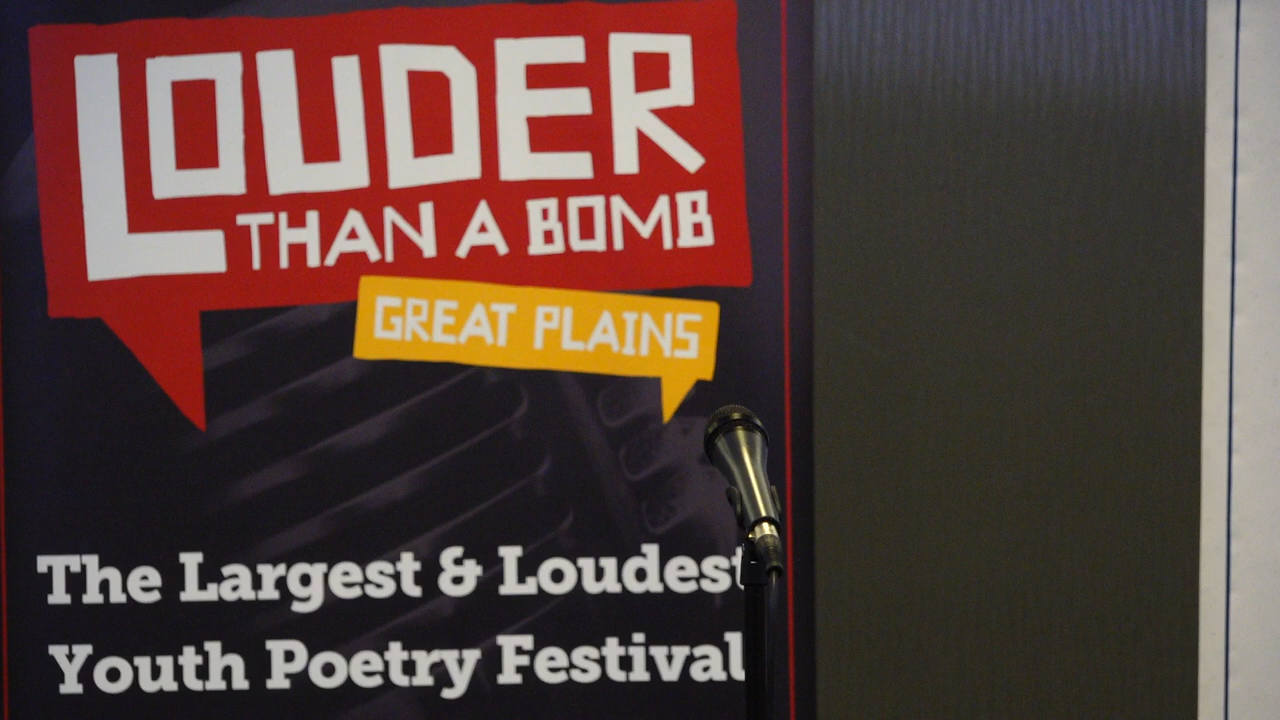 LOUDER
THAN A BOMB
GREAT PLAINS
The Largest & Loudest
Youth Poetry Festival